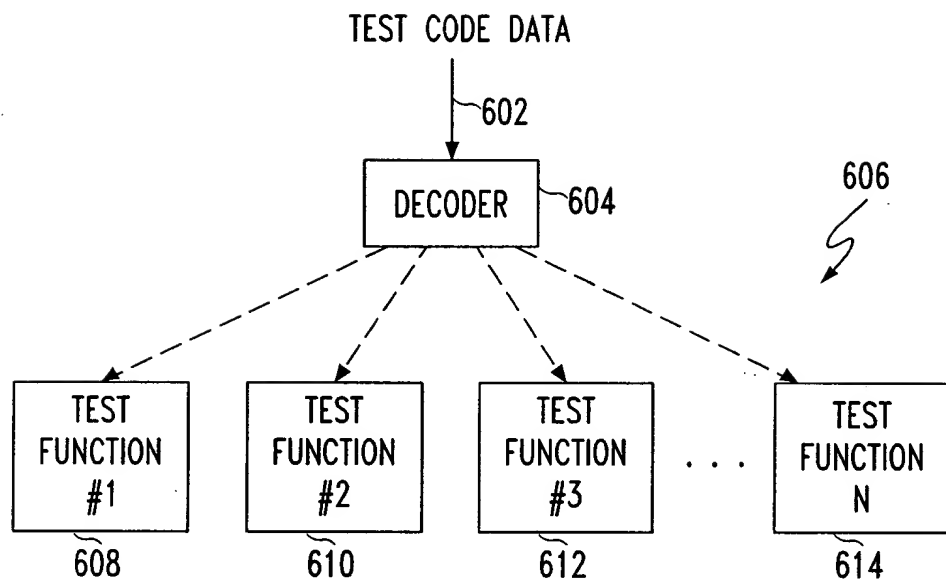 TEST CODE DATA
602
DECODER
604
606
TEST
FUNCTION
#1
TEST
FUNCTION
#2
TEST
FUNCTION
#3
. . .
TEST
FUNCTION
N
608
610
612
614